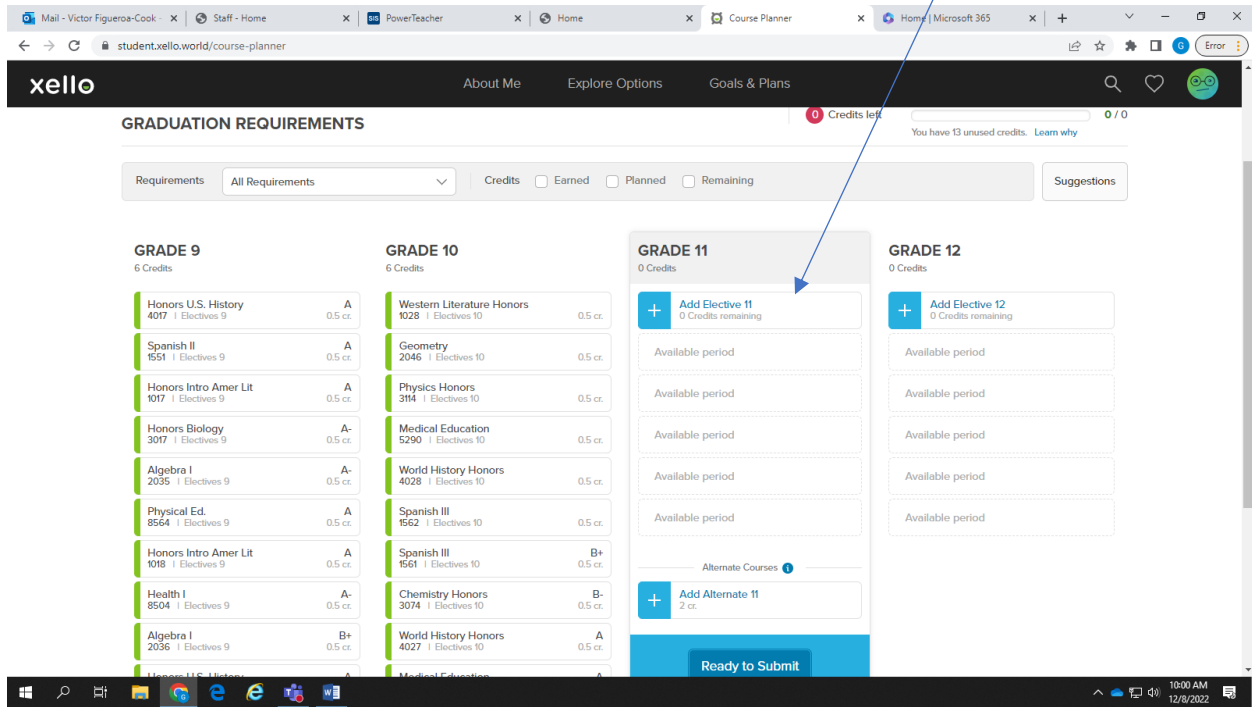 Mail - Victor Figueroa-Cook -
Staff - Home
SIS PowerTeacher
Home
Course Planner
Home | Microsoft 365
student.xello.world/course-planner
G
Error
xello
About Me
Explore Options
Goals & Plans
GRADUATION REQUIREMENTS
0 Credits left
0 / 0
You have 13 unused credits. Learn why
Requirements
All Requirements
Credits
Earned
Planned
Remaining
Suggestions
GRADE 9
6 Credits
Honors U.S. History A
4017 | Electives 9 0.5 cr.
Spanish II A
1551 | Electives 9 0.5 cr.
Honors Intro Amer Lit A
1017 | Electives 9 0.5 cr.
Honors Biology A-
3017 | Electives 9 0.5 cr.
Algebra I A-
2035 | Electives 9 0.5 cr.
Physical Ed. A
8564 | Electives 9 0.5 cr.
Honors Intro Amer Lit A
1018 | Electives 9 0.5 cr.
Health I A-
8504 | Electives 9 0.5 cr.
Algebra I B+
2036 | Electives 9 0.5 cr.
GRADE 10
6 Credits
Western Literature Honors
1028 | Electives 10 0.5 cr.
Geometry
2046 | Electives 10 0.5 cr.
Physics Honors
3114 | Electives 10 0.5 cr.
Medical Education
5290 | Electives 10 0.5 cr.
World History Honors
4028 | Electives 10 0.5 cr.
Spanish III
1562 | Electives 10 0.5 cr.
Spanish III B+
1561 | Electives 10 0.5 cr.
Chemistry Honors B-
3074 | Electives 10 0.5 cr.
World History Honors A
4027 | Electives 10 0.5 cr.
GRADE 11
0 Credits
Add Elective 11
0 Credits remaining
Available period
Available period
Available period
Available period
Available period
Alternate Courses
Add Alternate 11
2 cr.
Ready to Submit
GRADE 12
0 Credits
Add Elective 12
0 Credits remaining
Available period
Available period
Available period
Available period
Available period
10:00 AM
12/8/2022